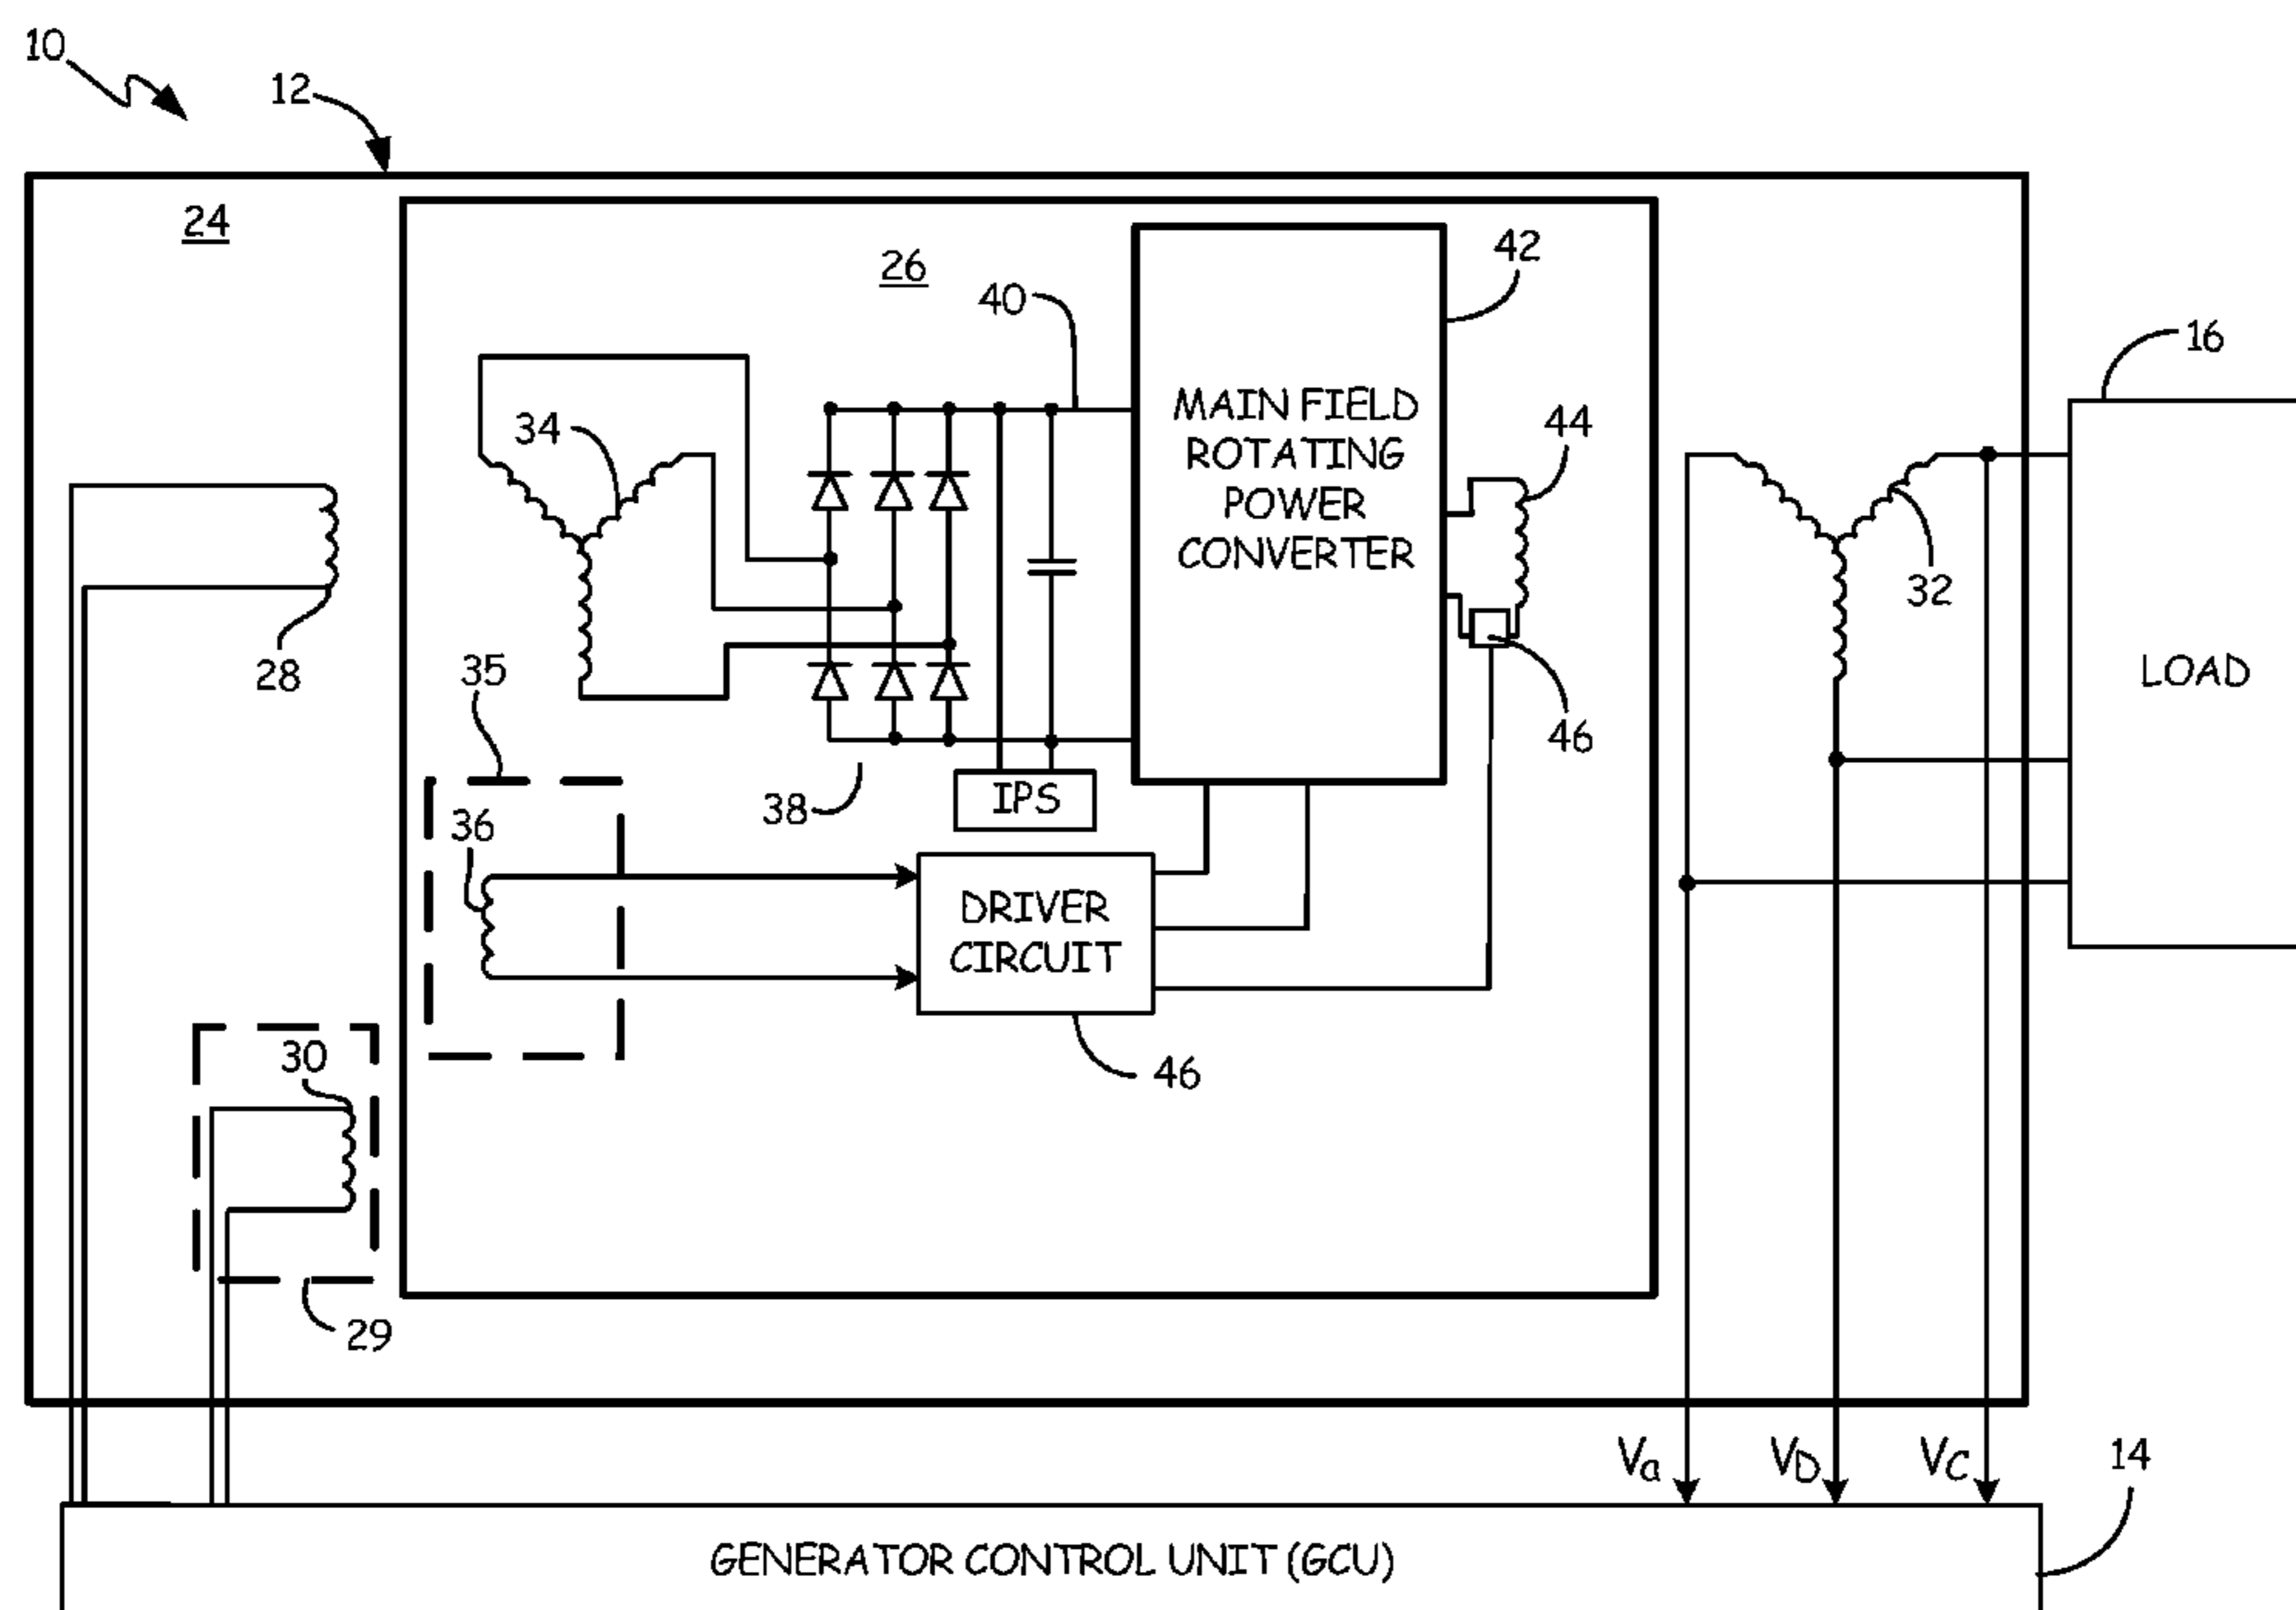 10
12
24
26
40
42
16
34
MAIN FIELD
ROTATING
POWER
CONVERTER
44
32
28
35
LOAD
46
36
38
IPS
DRIVER
CIRCUIT
30
46
29
Va
VD
VC
14
GENERATOR CONTROL UNIT (GCU)